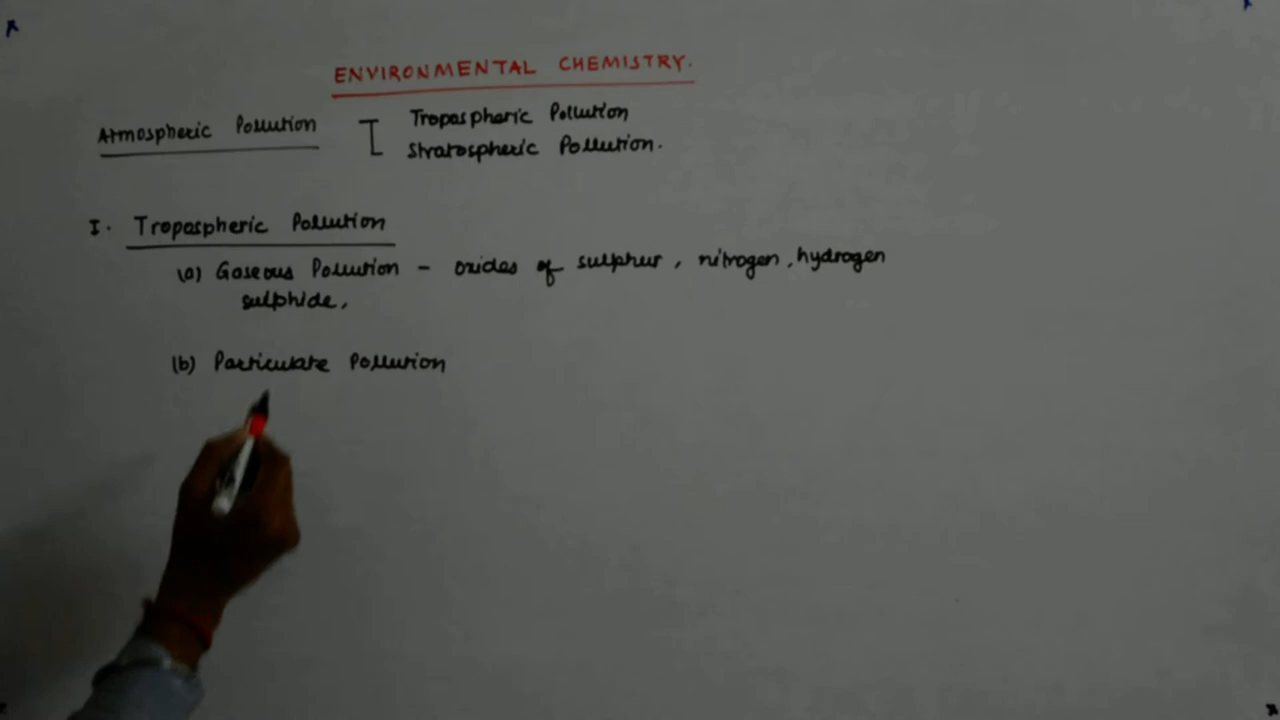 ENVIRONMENTAL CHEMISTRY.
Atmospheric Pollution
Tropospheric Pollution
Stratospheric Pollution.
I. Tropospheric Pollution
(a) Gaseous Pollution - oxides of sulphur, nitrogen, hydrogen
sulphide,
(b) Particulate Pollution